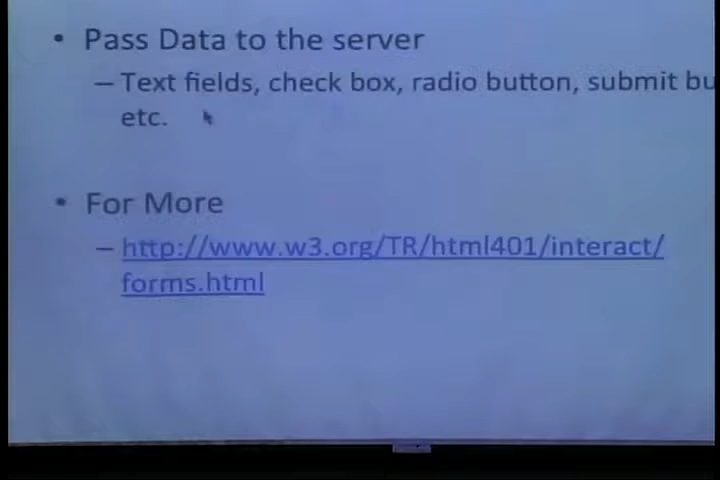 • Pass Data to the server
– Text fields, check box, radio button, submit
etc.
• For More
– http://www.w3.org/TR/html401/interact/
forms.html